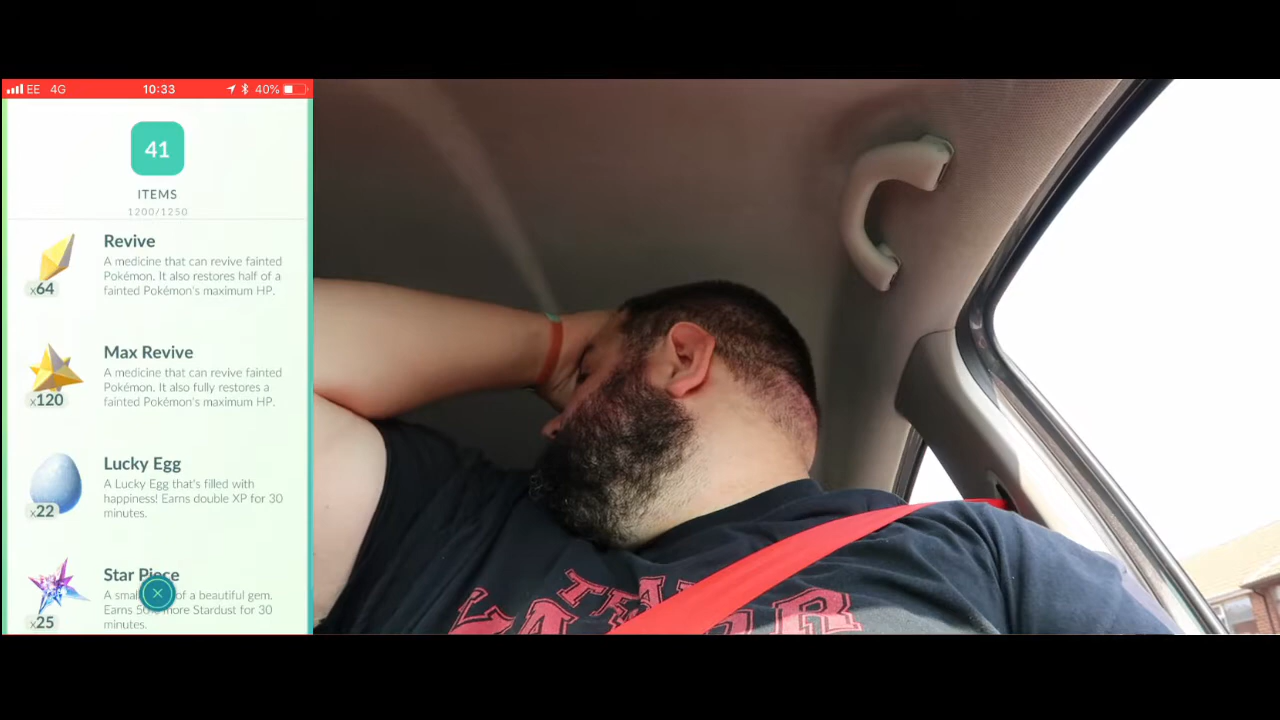 EE 4G 10:33 40%
41
ITEMS
1200/1250
Revive
A medicine that can revive fainted
Pokémon. It also restores half of a
fainted Pokémon's maximum HP.
x64
Max Revive
A medicine that can revive fainted
Pokémon. It also fully restores a
fainted Pokémon's maximum HP.
x120
Lucky Egg
A Lucky Egg that's filled with
happiness! Earns double XP for 30
minutes.
x22
Star Piece
A small of a beautiful gem.
Earns more Stardust for 30
minutes.
x25